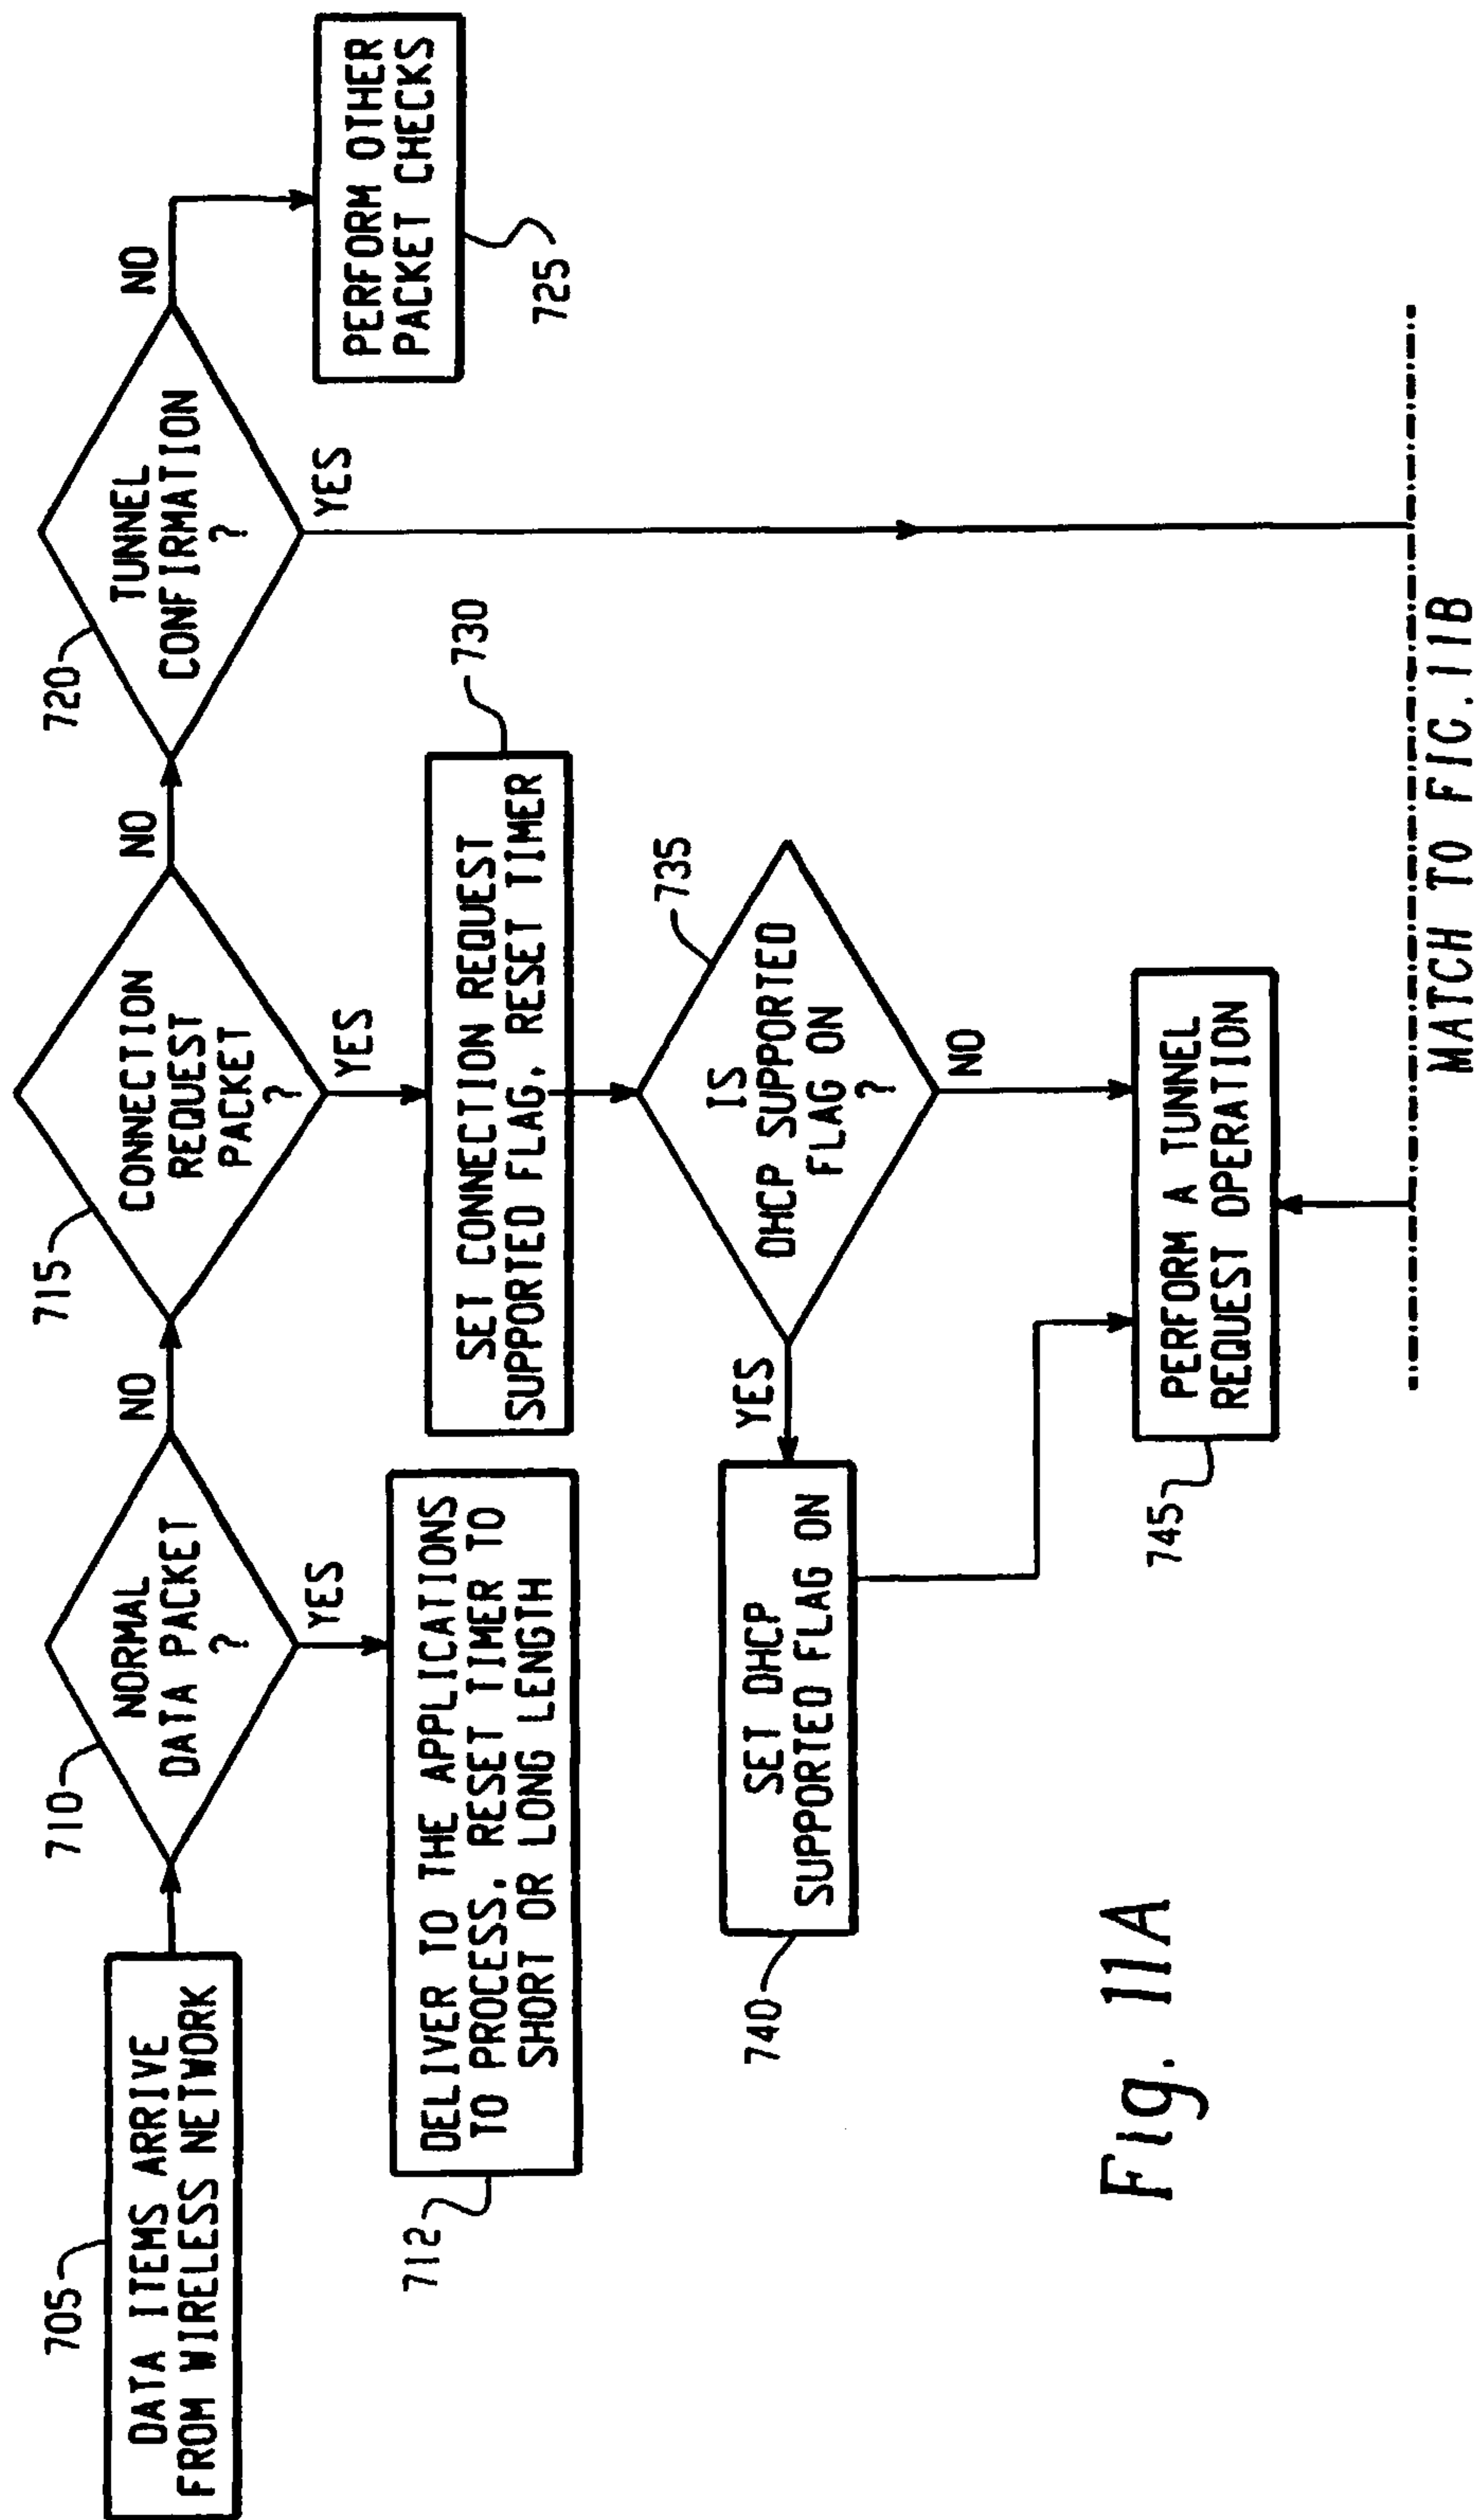 705
DATA ITEMS ARRIVE
FROM WIRELESS NETWORK
710
NORMAL
DATA PACKET
?
NO
YES
712
DELIVER TO THE APPLICATIONS
TO PROCESS. RESET TIMER TO
SHORT OR LONG LENGTH
715
CONNECTION
REQUEST
PACKET
?
NO
YES
720
TUNNEL
CONFIRMATION
?
NO
YES
PERFORM OTHER
PACKET CHECKS
725
730
SET CONNECTION REQUEST
SUPPORTED FLAG, RESET TIMER
735
IS
DHCP SUPPORTED
FLAG ON
?
YES
NO
740
SET DHCP
SUPPORTED FLAG ON
745
PERFORM A TUNNEL
REQUEST OPERATION
MATCH TO FIG. 11B
Fig. 11A